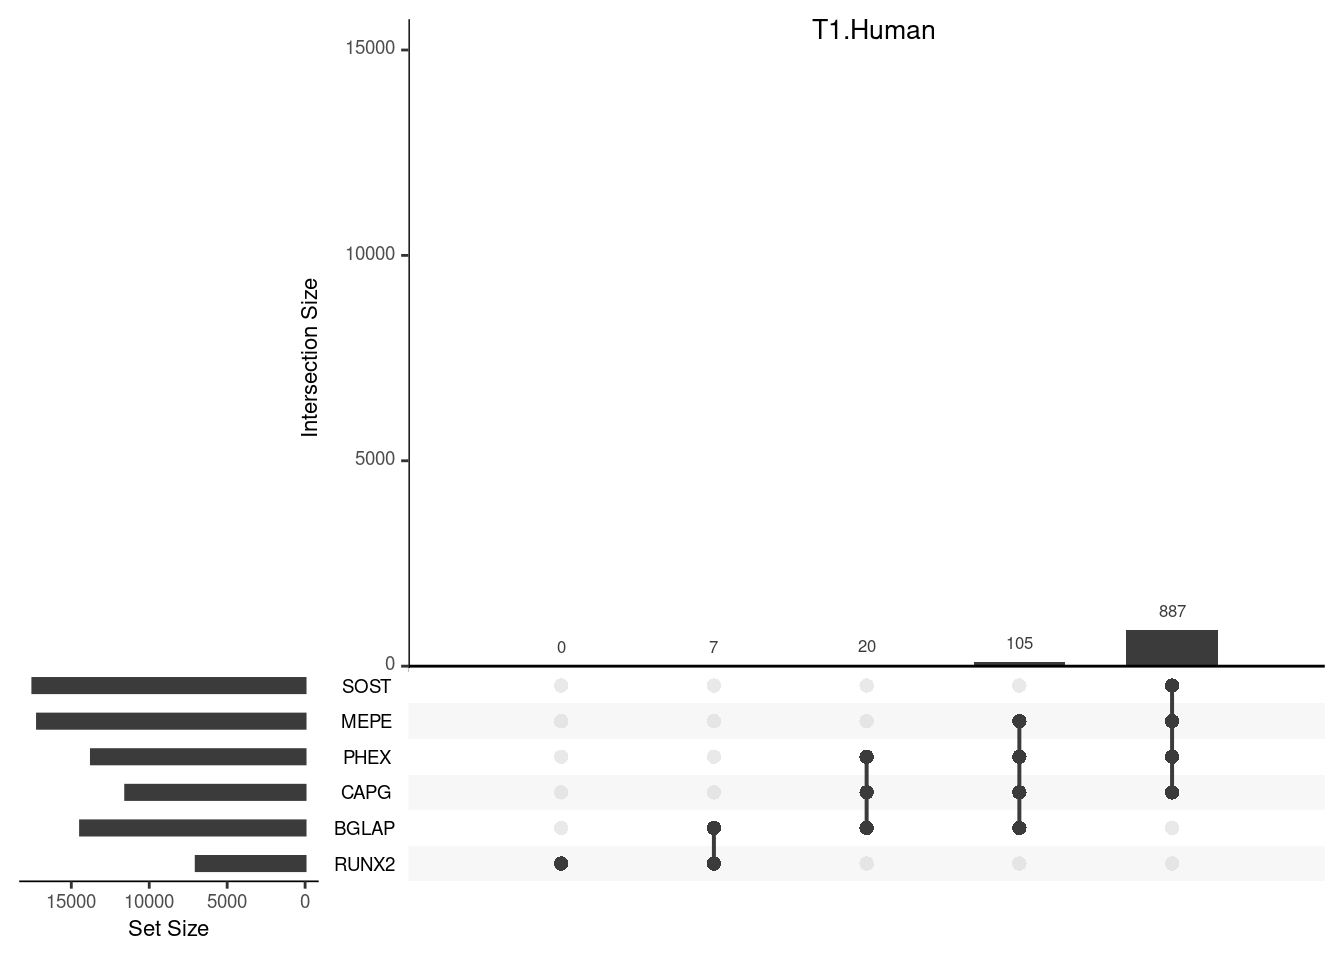 T1.Human
15000
10000
5000
0
Intersection Size
0 7 20 105 887
SOST
MEPE
PHEX
CAPG
BGLAP
RUNX2
15000 10000 5000 0
Set Size